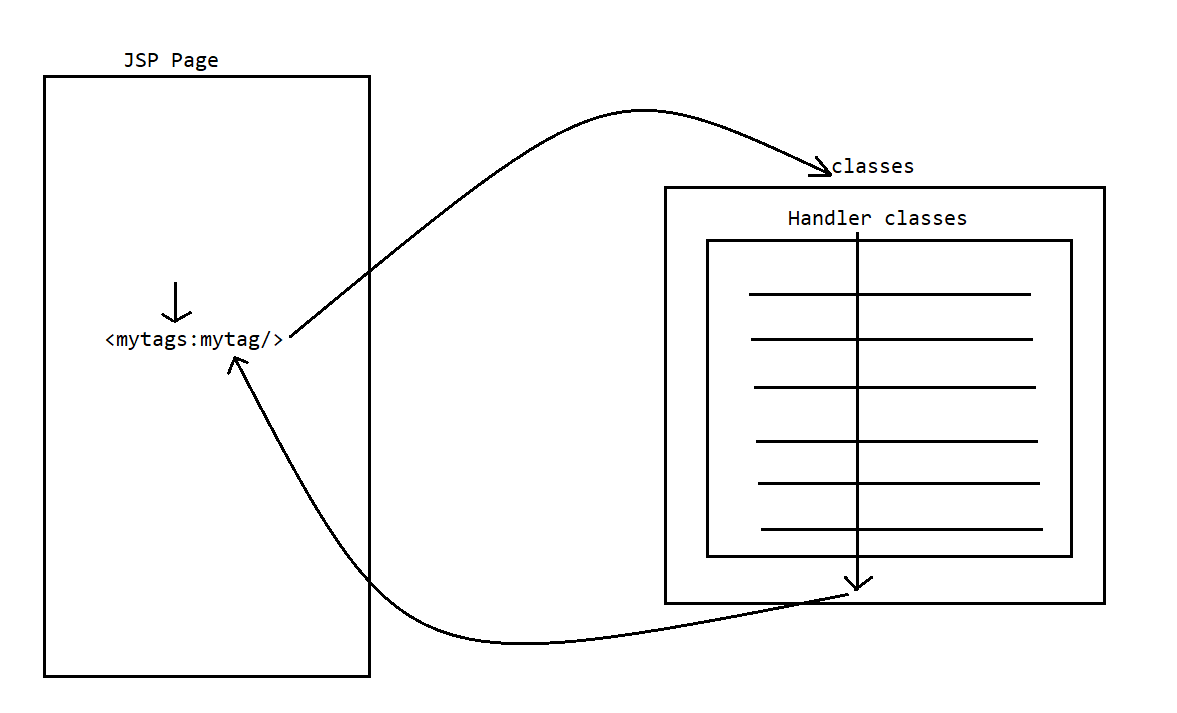 JSP Page
classes
Handler classes
<mytags:mytag/>